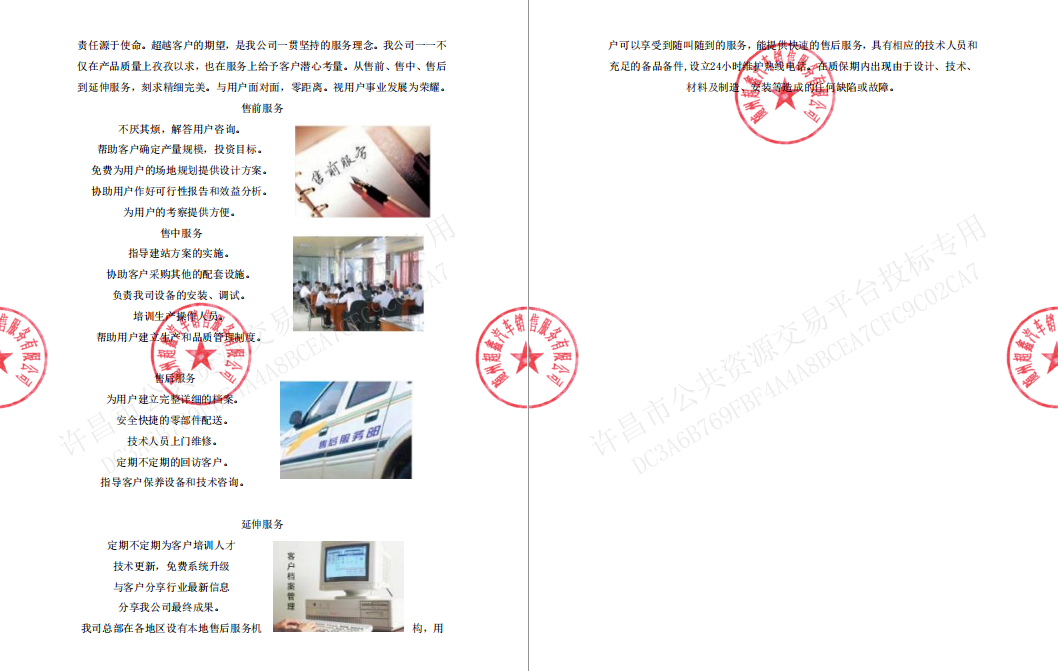 责任源于使命。超越客户的期望，是我公司一贯坚持的服务理念。我公司一一不
仅在产品质量上孜孜以求，也在服务上给予客户潜心考量。从售前、售中、售后
到延伸服务，刻求精细完美。与用户面对面，零距离。视用户事业发展为荣耀。
售前服务
不厌其烦，解答用户咨询。
帮助客户确定产量规模，投资目标。
免费为用户的场地规划提供设计方案。
协助用户作好可行性报告和效益分析。
为用户的考察提供方便。
售前服务
售中服务
指导建站方案的实施。
协助客户采购其他的配套设施。
负责我司设备的安装、调试。
培训生产操作人员。
帮助用户建立生产和品质管理制度。
售后服务
为用户建立完整详细的档案。
安全快捷的零部件配送。
技术人员上门维修。
定期不定期的回访客户。
指导客户保养设备和技术咨询。
售后服务部
延伸服务
定期不定期为客户培训人才
技术更新，免费系统升级
与客户分享行业最新信息
分享我公司最终成果。
客户档案管理
我司总部在各地区设有本地售后服务机 构，用
户可以享受到随叫随到的服务，能提供快速的售后服务，具有相应的技术人员和
充足的备品备件,设立24小时维护热线电话。在质保期内出现由于设计、技术、
材料及制造、安装等造成的任何缺陷或故障。
许昌市公共资源交易平台投标专用
DC3A6B769FBF4A4A8BCEA7CFC9C02CA7